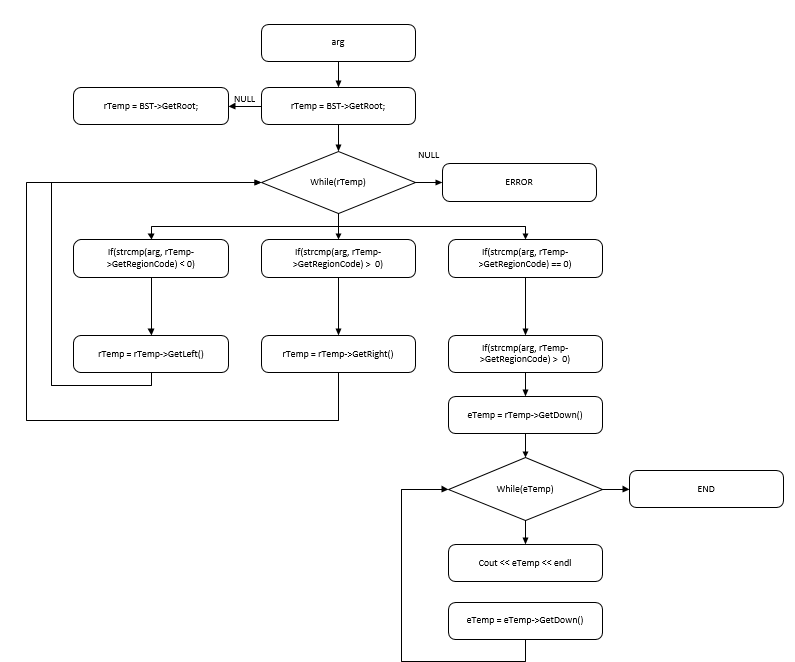 arg
NULL
rTemp = BST->GetRoot;
rTemp = BST->GetRoot;
NULL
While(rTemp)
ERROR
If(strcmp(arg, rTemp-
>GetRegionCode) < 0)
If(strcmp(arg, rTemp-
>GetRegionCode) >  0)
If(strcmp(arg, rTemp-
>GetRegionCode) == 0)
rTemp = rTemp->GetLeft()
rTemp = rTemp->GetRight()
If(strcmp(arg, rTemp-
>GetRegionCode) >  0)
eTemp = rTemp->GetDown()
While(eTemp)
END
Cout << eTemp << endl
eTemp = eTemp->GetDown()